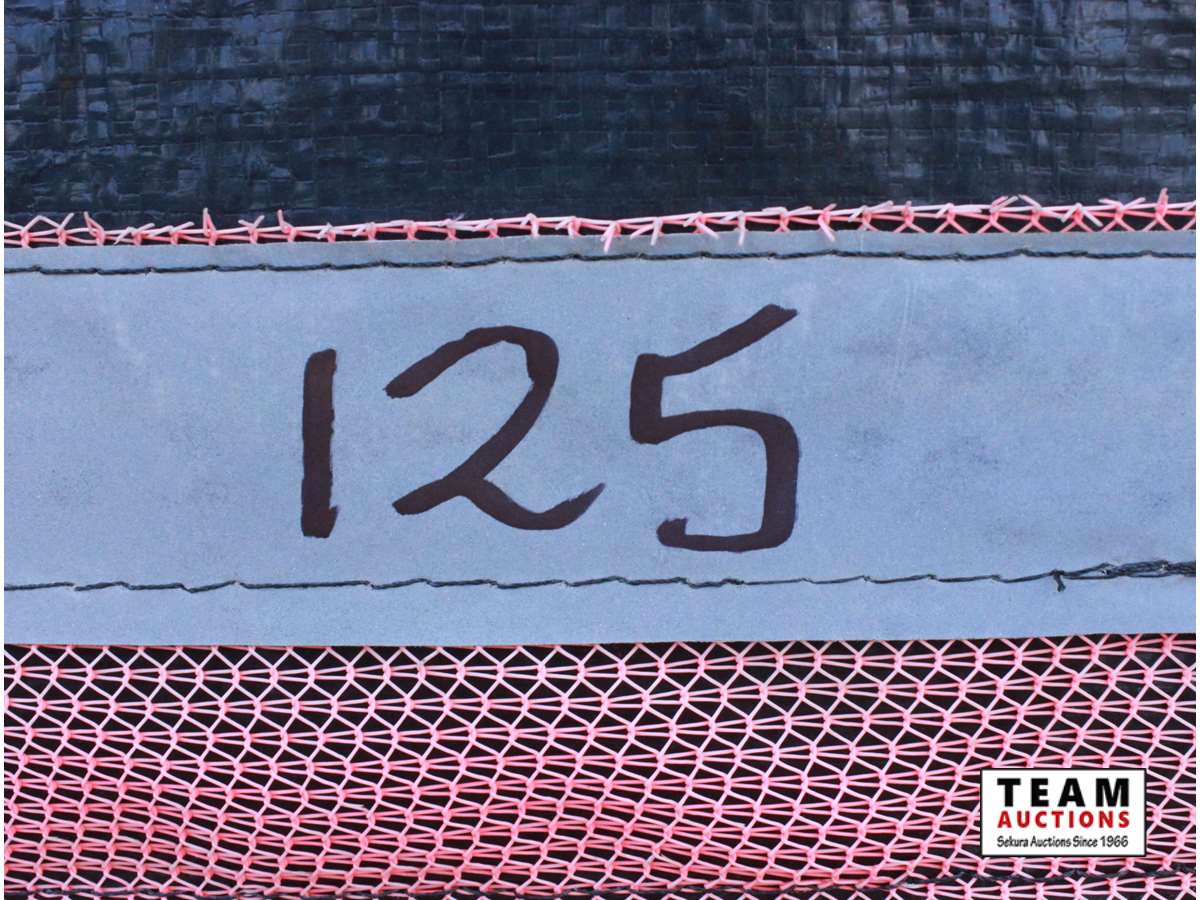 125
TEAM
AUCTIONS
Sekura Auctions Since 1966